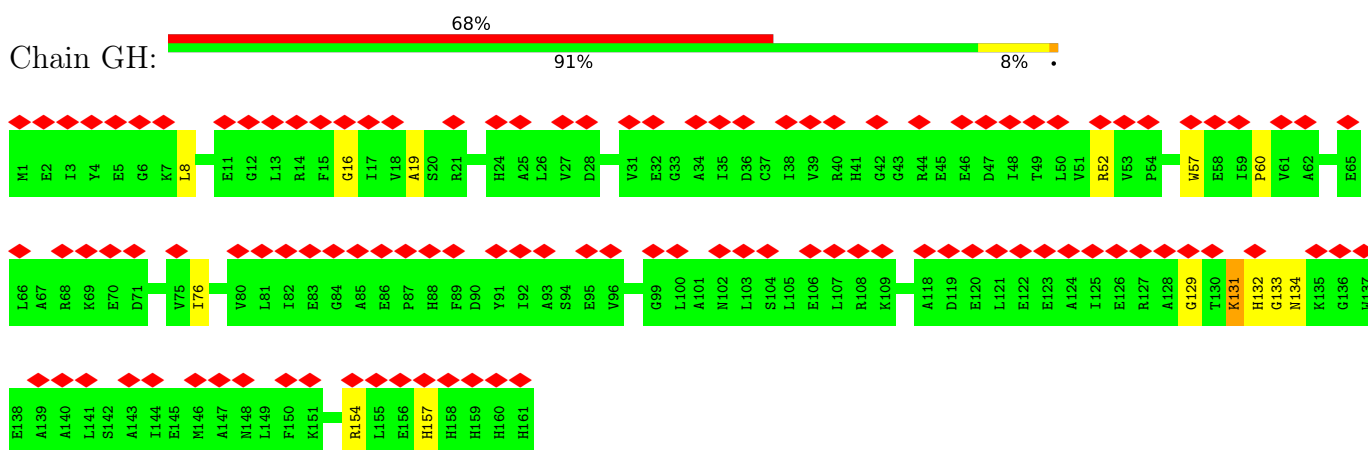 68%
Chain GH:
91% 8% •
M1 E2 I3 Y4 E5 G6 K7 L8 E11 G12 L13 R14 F15 G16 I17 V18 A19 S20 R21 H24 A25 L26 V27 D28 V31 E32 G33 A34 I35 D36 C37 I38 V39 R40 H41 G42 G43 R44 E45 E46 D47 I48 T49 L50 V51 R52 V53 P54 W57 E58 I59 P60 V61 A62 E65
L66 A67 R68 K69 E70 D71 V75 I76 V80 L81 I82 E83 G84 A85 E86 P87 H88 F89 D90 Y91 I92 A93 S94 E95 V96 G99 L100 A101 N102 L103 S104 L105 E106 L107 R108 K109 A118 D119 E120 L121 E122 E123 A124 I125 E126 R127 A128 G129 T130 K131 H132 G133 N134 K135 G136 W137
E138 A139 A140 L141 S142 A143 I144 E145 M146 A147 N148 L149 F150 K151 R154 L155 E156 H157 H158 H159 H160 H161